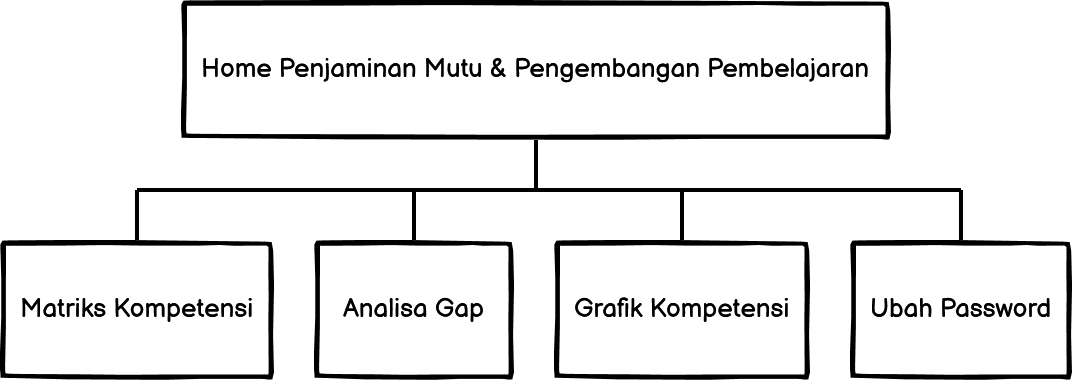 Home Penjaminan Mutu & Pengembangan Pembelajaran
Matriks Kompetensi
Analisa Gap
Grafik Kompetensi
Ubah Password